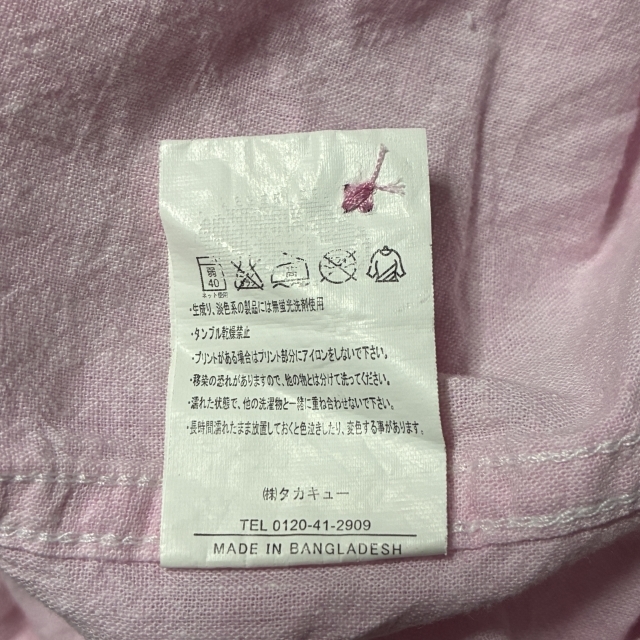 弱
40
ネット使用
高
・生成り、淡色系の製品には無蛍光洗剤使用
・タンブル乾燥禁止
・プリントがある場合はプリント部分にアイロンをしないで下さい。
・移染の恐れがありますので、他の物とは分けて洗ってください。
・濡れた状態で、他の洗濯物と一緒に重ね合わせないで下さい。
・長時間濡れたまま放置しておくと色泣きしたり、変色する事があります。
(株)タカキュー
TEL 0120-41-2909
MADE IN BANGLADESH